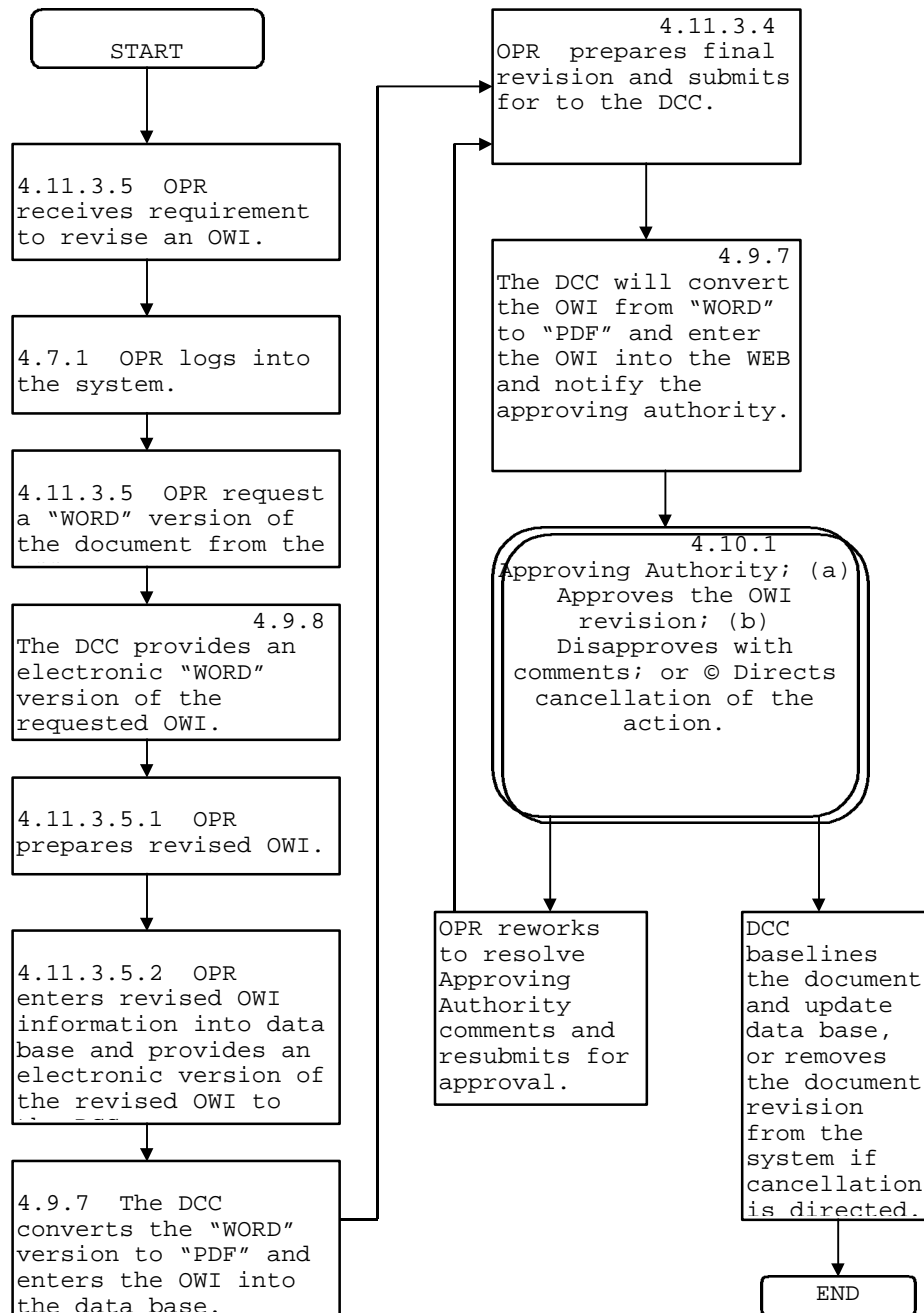 START
4.11.3.5 OPR
receives requirement
to revise an OWI.
4.7.1 OPR logs into
the system.
4.11.3.5 OPR request
a “WORD” version of
the document from the
4.9.8
The DCC provides an
electronic “WORD”
version of the
requested OWI.
4.11.3.5.1 OPR
prepares revised OWI.
4.11.3.5.2 OPR
enters revised OWI
information into data
base and provides an
electronic version of
the revised OWI to
4.9.7 The DCC
converts the “WORD”
version to “PDF” and
enters the OWI into
the data base.
4.11.3.4
OPR prepares final
revision and submits
for to the DCC.
4.9.7
The DCC will convert
the OWI from “WORD”
to “PDF” and enter
the OWI into the WEB
and notify the
approving authority.
4.10.1
Approving Authority; (a)
Approves the OWI
revision; (b)
Disapproves with
comments; or © Directs
cancellation of the
action.
OPR reworks
to resolve
Approving
Authority
comments and
resubmits for
approval.
DCC
baselines
the document
and update
data base,
or removes
the document
revision
from the
system if
cancellation
is directed.
END